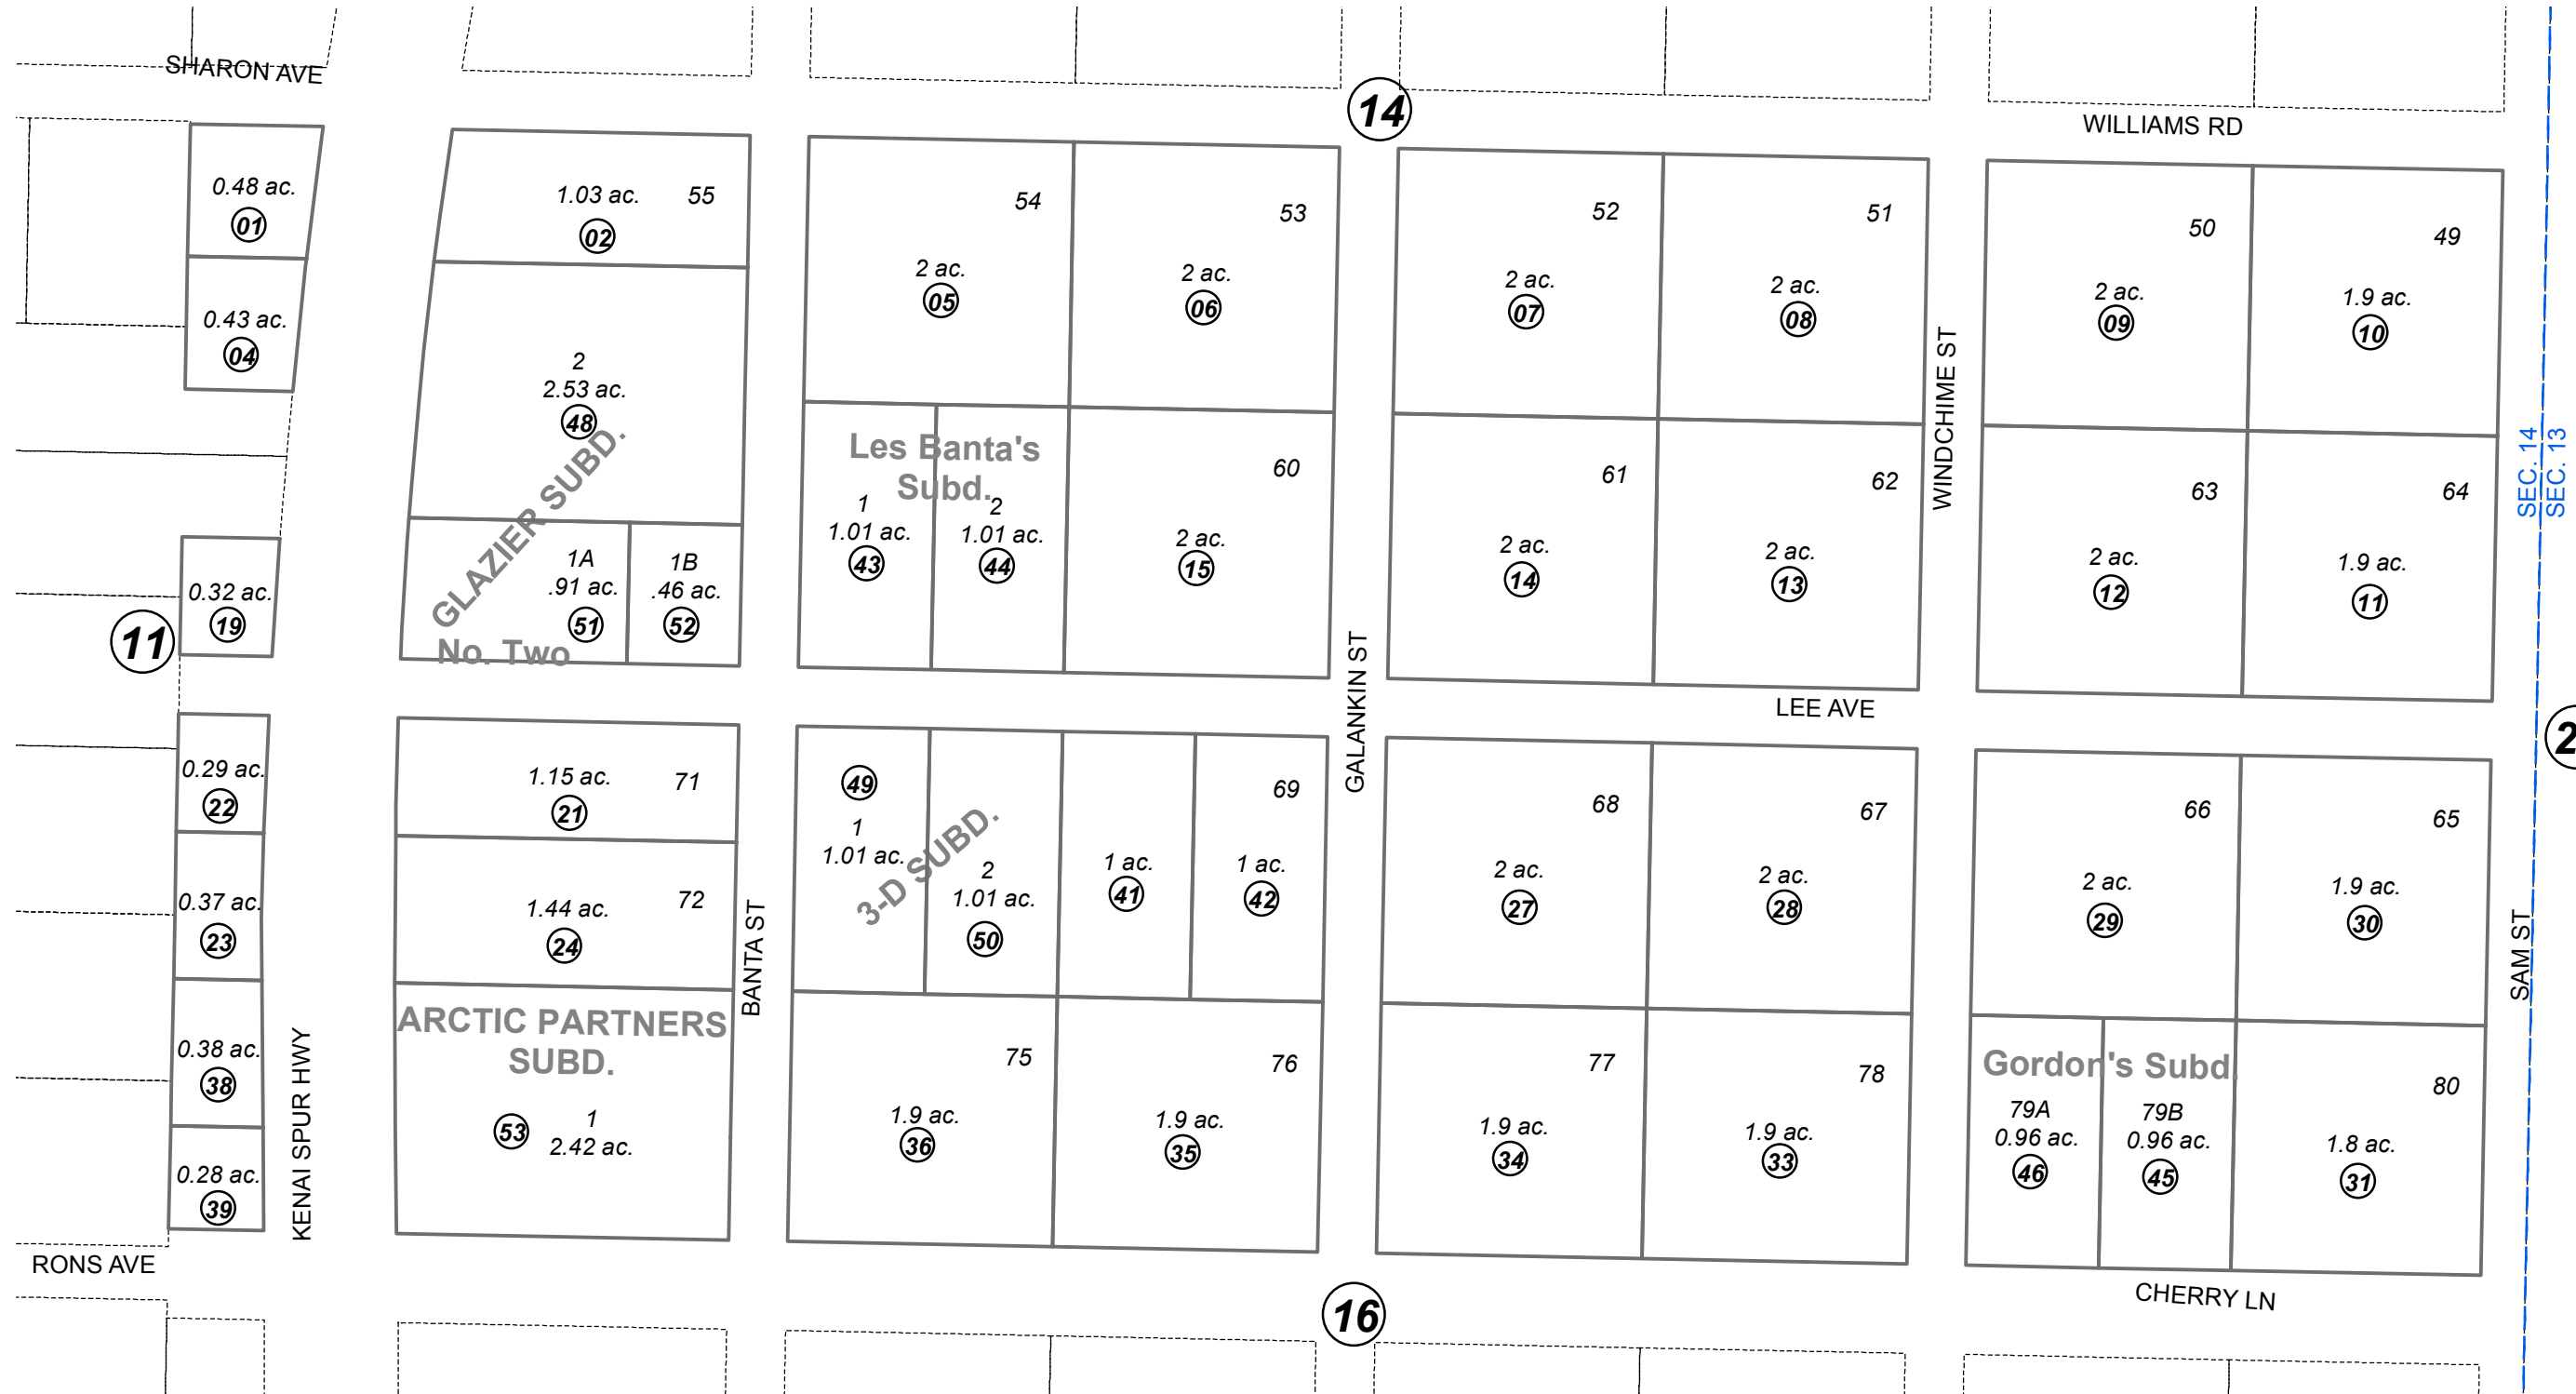 SHARON AVE
14
WILLIAMS RD
0.48 ac.
01
0.43 ac.
04
1.03 ac.
55
02
2
2.53 ac.
48
GLAZIER SUBD.
No. Two
1A
.91 ac.
51
1B
.46 ac.
52
54
2 ac.
05
53
2 ac.
06
Les Banta's
Subd.
1
1.01 ac.
43
2
1.01 ac.
44
60
2 ac.
15
52
2 ac.
07
51
2 ac.
08
61
2 ac.
14
62
2 ac.
13
WINDCHIME ST
50
2 ac.
09
49
1.9 ac.
10
63
2 ac.
12
64
1.9 ac.
11
SEC. 14
SEC. 13
0.32 ac.
19
11
GALANKIN ST
LEE AVE
2
0.29 ac.
22
0.37 ac.
23
0.38 ac.
38
0.28 ac.
39
KENAI SPUR HWY
1.15 ac.
71
21
1.44 ac.
72
24
ARCTIC PARTNERS
SUBD.
53
1
2.42 ac.
BANTA ST
49
1
1.01 ac.
3-D SUBD.
2
1.01 ac.
50
1 ac.
41
69
1 ac.
42
75
1.9 ac.
36
76
1.9 ac.
35
68
2 ac.
27
67
2 ac.
28
77
1.9 ac.
34
78
1.9 ac.
33
66
2 ac.
29
65
1.9 ac.
30
Gordon's Subd
79A
0.96 ac.
46
79B
0.96 ac.
45
80
1.8 ac.
31
SAM ST
RONS AVE
16
CHERRY LN